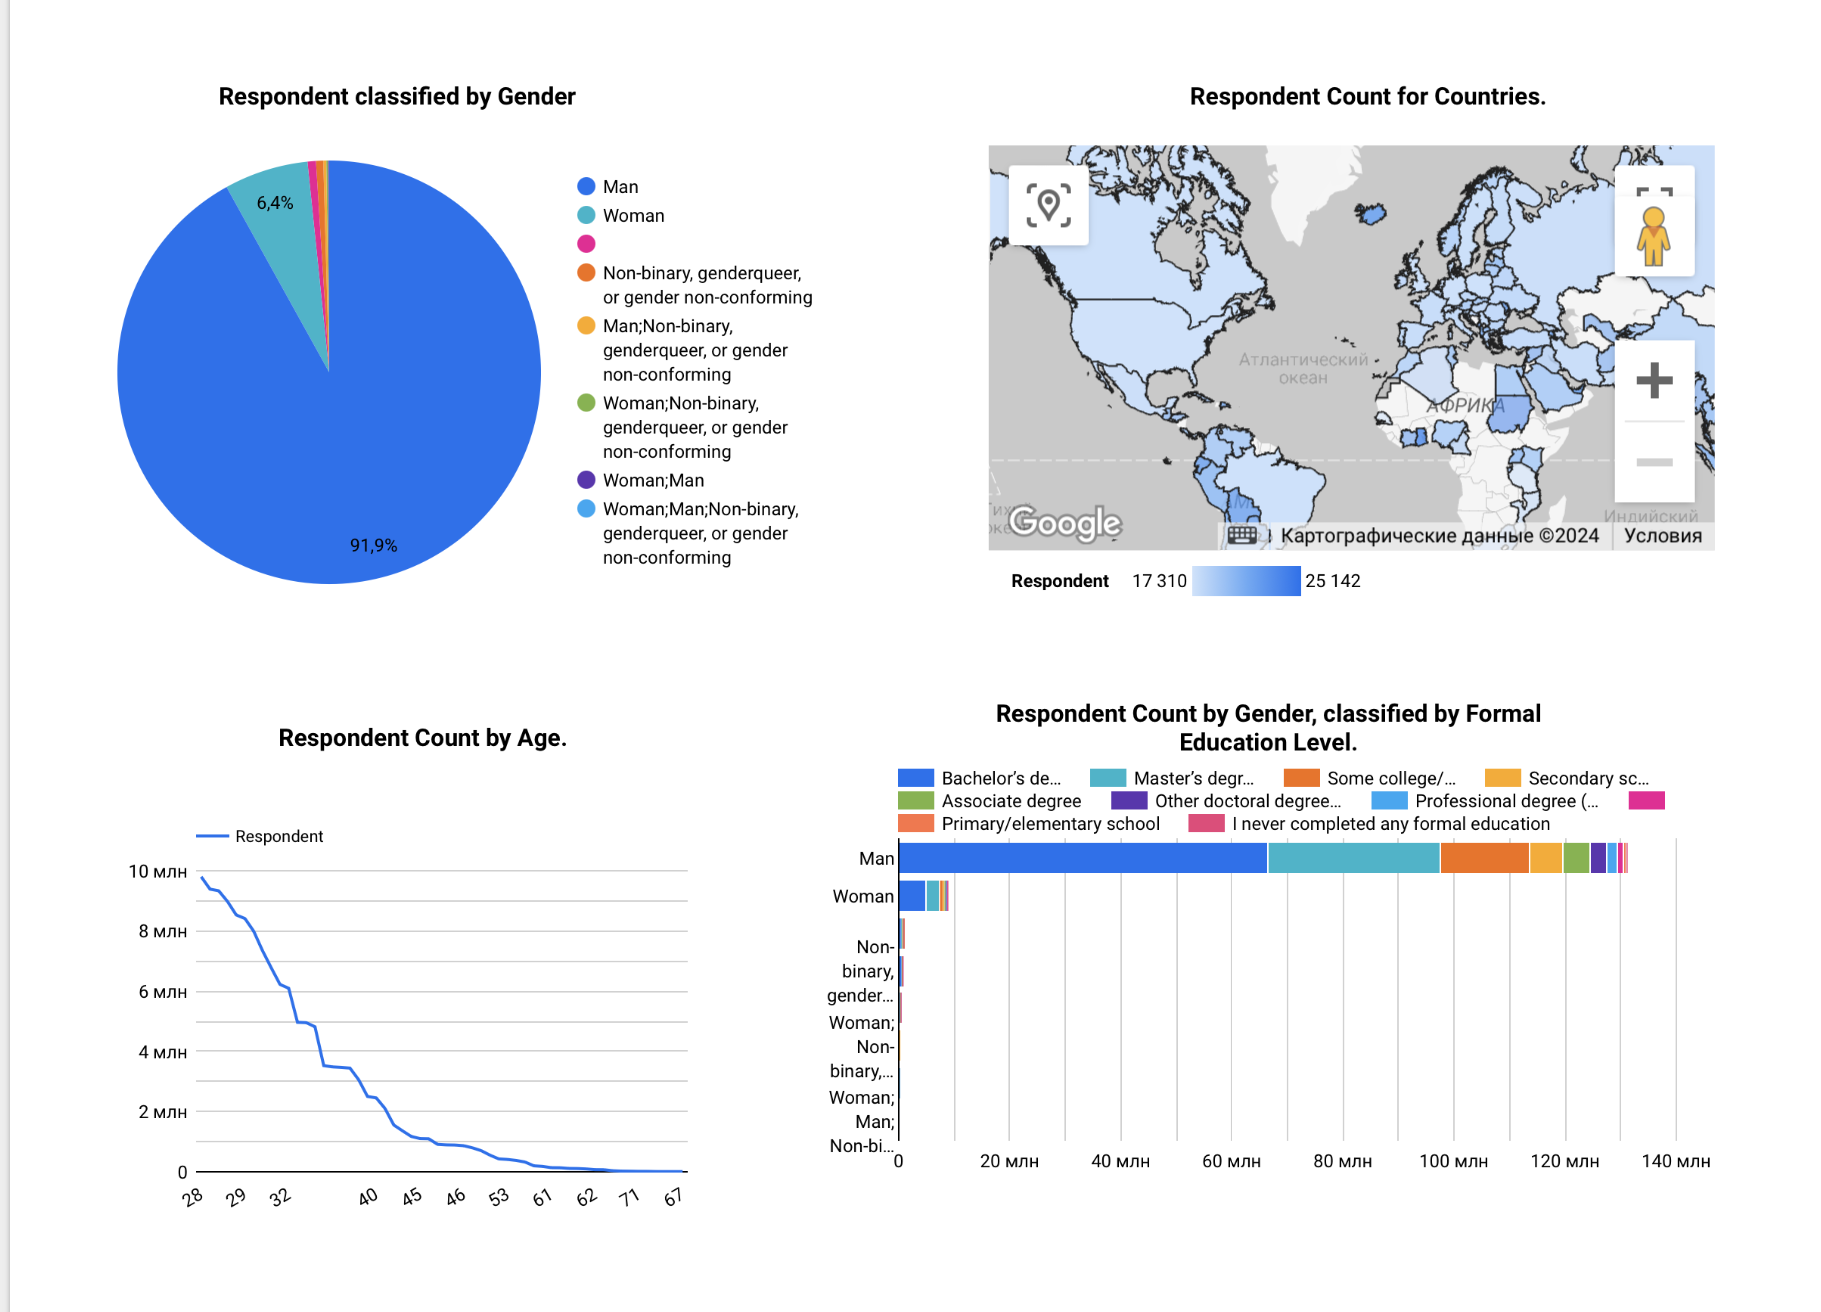 Respondent classified by Gender
6,4%
91,9%
Man
Woman
Non-binary, genderqueer,
or gender non-conforming
Man;Non-binary,
genderqueer, or gender
non-conforming
Woman;Non-binary,
genderqueer, or gender
non-conforming
Woman;Man
Woman;Man;Non-binary,
genderqueer, or gender
non-conforming
Respondent Count for Countries.
Атлантический
океан
АФРИКА
Индийский
Google
Картографические данные ©2024
Условия
Respondent 17 310 25 142
Respondent Count by Age.
Respondent
10 млн
8 млн
6 млн
4 млн
2 млн
0
28 29 32 40 45 46 53 61 62 71 67
Respondent Count by Gender, classified by Formal
Education Level.
Bachelor’s de... Master’s degr... Some college/... Secondary sc...
Associate degree Other doctoral degree... Professional degree (...
Primary/elementary school I never completed any formal education
Man
Woman
Non-
binary,
gender...
Woman;
Non-
binary,...
Woman;
Man;
Non-bi...
0 20 млн 40 млн 60 млн 80 млн 100 млн 120 млн 140 млн